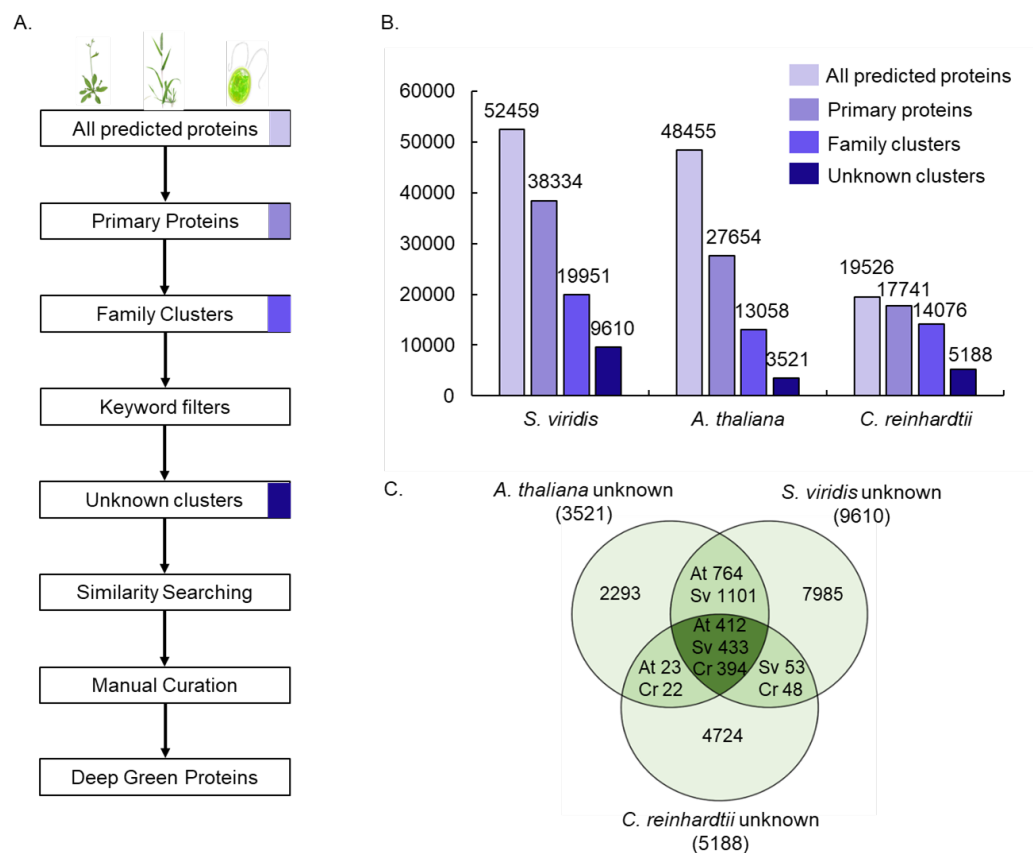 A.
All predicted proteins
Primary Proteins
Family Clusters
Keyword filters
Unknown clusters
Similarity Searching
Manual Curation
Deep Green Proteins
B.
All predicted proteins
Primary proteins
Family clusters
Unknown clusters
60000
50000
40000
30000
20000
10000
0
52459
38334
19951
9610
48455
27654
13058
3521
19526
17741
14076
5188
S. viridis
A. thaliana
C. reinhardtii
C.
A. thaliana unknown
(3521)
S. viridis unknown
(9610)
2293
At 764
Sv 1101
7985
At 412
Sv 433
Cr 394
At 23
Cr 22
Sv 53
Cr 48
4724
C. reinhardtii unknown
(5188)